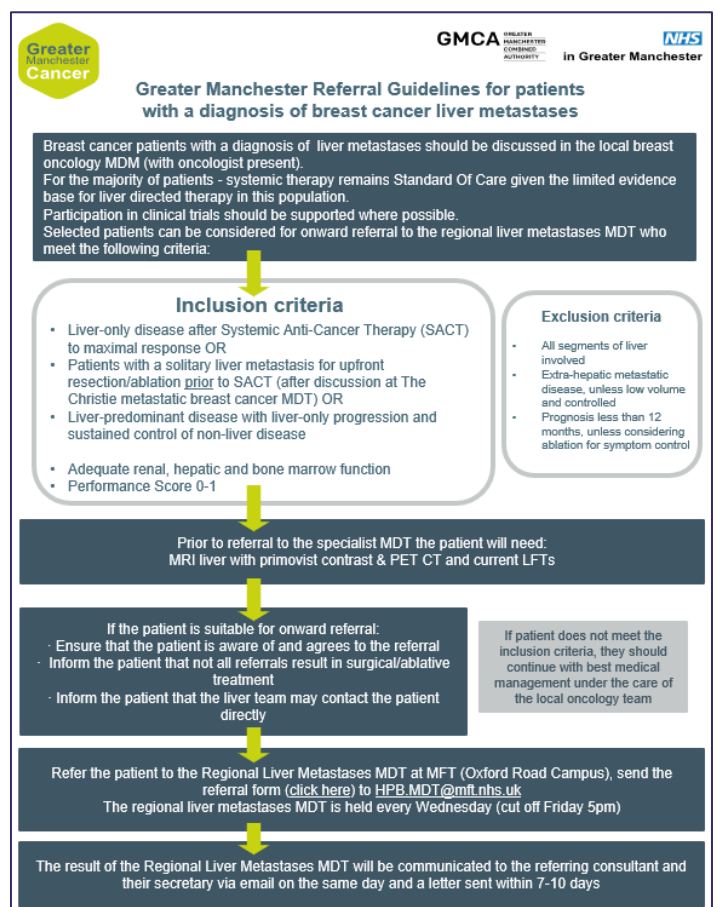 Greater
Manchester
Cancer
GMCA GREATER
MANCHESTER
COMBINED
AUTHORITY
NHS
in Greater Manchester
Greater Manchester Referral Guidelines for patients
with a diagnosis of breast cancer liver metastases
Breast cancer patients with a diagnosis of liver metastases should be discussed in the local breast
oncology MDM (with oncologist present).
For the majority of patients - systemic therapy remains Standard Of Care given the limited evidence
base for liver directed therapy in this population.
Participation in clinical trials should be supported where possible.
Selected patients can be considered for onward referral to the regional liver metastases MDT who
meet the following criteria:
Inclusion criteria
• Liver-only disease after Systemic Anti-Cancer Therapy (SACT)
to maximal response OR
• Patients with a solitary liver metastasis for upfront
resection/ablation prior to SACT (after discussion at The
Christie metastatic breast cancer MDT) OR
• Liver-predominant disease with liver-only progression and
sustained control of non-liver disease
• Adequate renal, hepatic and bone marrow function
• Performance Score 0-1
Exclusion criteria
• All segments of liver
involved
• Extra-hepatic metastatic
disease, unless low volume
and controlled
• Prognosis less than 12
months, unless considering
ablation for symptom control
Prior to referral to the specialist MDT the patient will need:
MRI liver with primovist contrast & PET CT and current LFTs
If the patient is suitable for onward referral:
· Ensure that the patient is aware of and agrees to the referral
· Inform the patient that not all referrals result in surgical/ablative
treatment
· Inform the patient that the liver team may contact the patient
directly
If patient does not meet the
inclusion criteria, they should
continue with best medical
management under the care of
the local oncology team
Refer the patient to the Regional Liver Metastases MDT at MFT (Oxford Road Campus), send the
referral form (click here) to HPB.MDT@mft.nhs.uk
The regional liver metastases MDT is held every Wednesday (cut off Friday 5pm)
The result of the Regional Liver Metastases MDT will be communicated to the referring consultant and
their secretary via email on the same day and a letter sent within 7-10 days